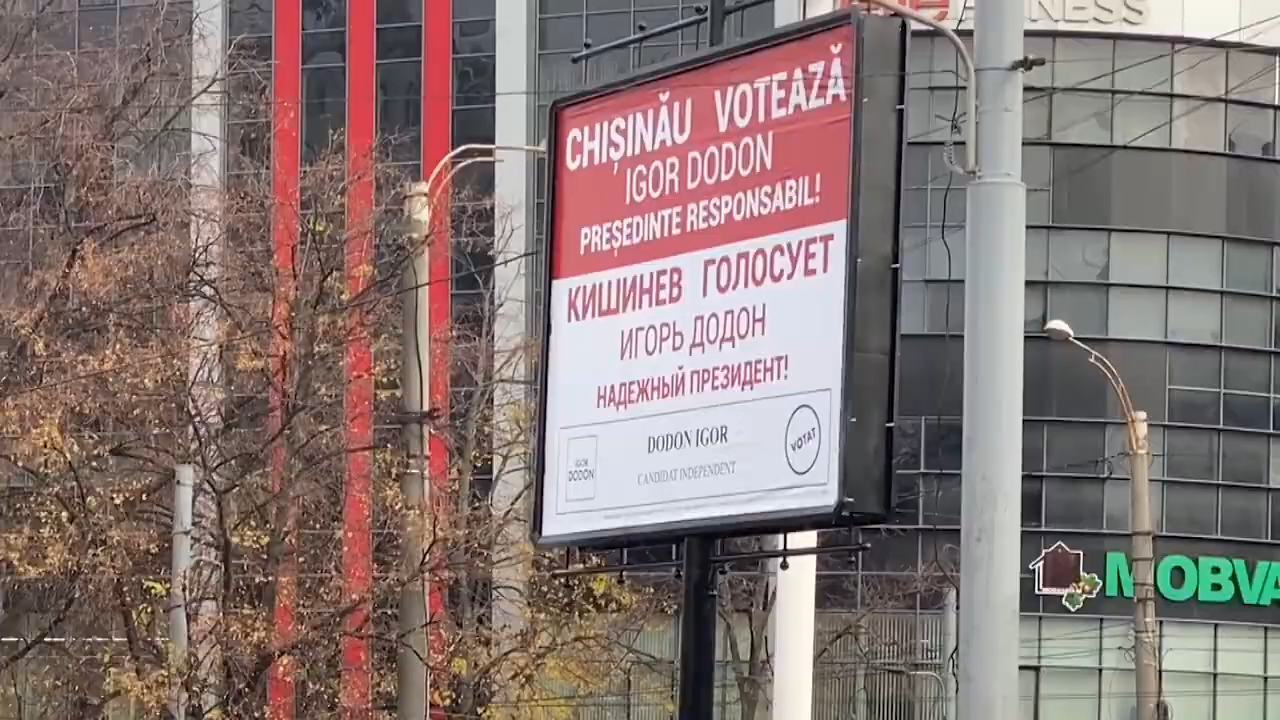 NESS
CHIȘINĂU VOTEAZĂ
IGOR DODON
PREȘEDINTE RESPONSABIL!
КИШИНЕВ ГОЛОСУЕТ
ИГОРЬ ДОДОН
НАДЕЖНЫЙ ПРЕЗИДЕНТ!
IGOR
DODON
DODON IGOR
CANDIDAT INDEPENDENT
VOTAT
MOBVA